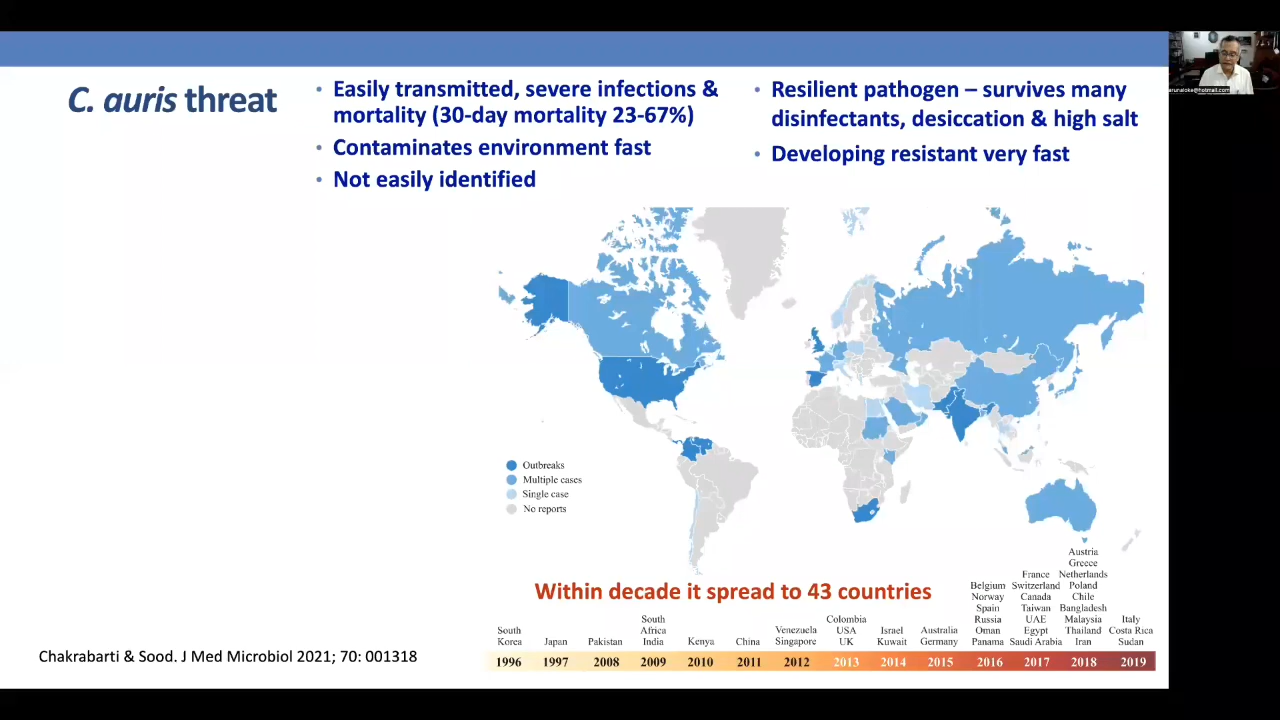 C. auris threat
• Easily transmitted, severe infections &
mortality (30-day mortality 23-67%)
• Contaminates environment fast
• Not easily identified
• Resilient pathogen – survives many
disinfectants, desiccation & high salt
• Developing resistant very fast
arunaloke@hotmail.com
Outbreaks
Multiple cases
Single case
No reports
Within decade it spread to 43 countries
South
Korea
1996
Japan
1997
Pakistan
2008
South
Africa
India
2009
Kenya
2010
China
2011
Venezuela
Singapore
2012
Colombia
USA
UK
2013
Israel
Kuwait
2014
Australia
Germany
2015
Belgium
Norway
Spain
Russia
Oman
Panama
2016
France
Switzerland
Canada
Taiwan
UAE
Egypt
Saudi Arabia
2017
Austria
Greece
Netherlands
Poland
Chile
Bangladesh
Malaysia
Thailand
Iran
2018
Italy
Costa Rica
Sudan
2019
Chakrabarti & Sood. J Med Microbiol 2021; 70: 001318